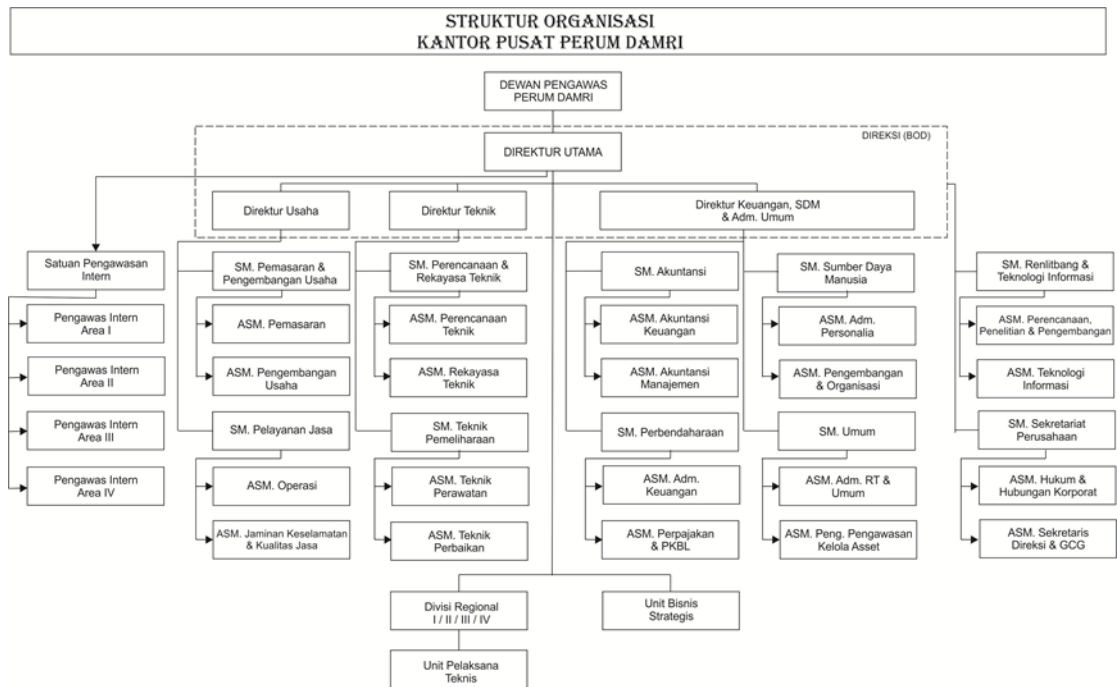 STRUKTUR ORGANISASI
KANTOR PUSAT PERUM DAMRI
DEWAN PENGAWAS
PERUM DAMRI
DIREKSI (BOD)
DIREKTUR UTAMA
Direktur Usaha
Direktur Teknik
Direktur Keuangan, SDM
& Adm. Umum
Satuan Pengawasan
Intern
SM. Pemasaran &
Pengembangan Usaha
SM. Perencanaan &
Rekayasa Teknik
SM. Akuntansi
SM. Sumber Daya
Manusia
SM. Renlitbang &
Teknologi Informasi
Pengawas Intern
Area I
ASM. Pemasaran
ASM. Perencanaan
Teknik
ASM. Akuntansi
Keuangan
ASM. Adm.
Personalia
ASM. Perencanaan,
Penelitian & Pengembangan
Pengawas Intern
Area II
ASM. Pengembangan
Usaha
ASM. Rekayasa
Teknik
ASM. Akuntansi
Manajemen
ASM. Pengembangan
& Organisasi
ASM. Teknologi
Informasi
Pengawas Intern
Area III
SM. Pelayanan Jasa
SM. Teknik
Pemeliharaan
SM. Perbendaharaan
SM. Umum
SM. Sekretariat
Perusahaan
Pengawas Intern
Area IV
ASM. Operasi
ASM. Teknik
Perawatan
ASM. Adm.
Keuangan
ASM. Adm. RT &
Umum
ASM. Hukum &
Hubungan Korporat
ASM. Jaminan Keselamatan
& Kualitas Jasa
ASM. Teknik
Perbaikan
ASM. Perpajakan
& PKBL
ASM. Peng. Pengawasan
Kelola Asset
ASM. Sekretaris
Direksi & GCG
Divisi Regional
I / II / III / IV
Unit Bisnis
Strategis
Unit Pelaksana
Teknis